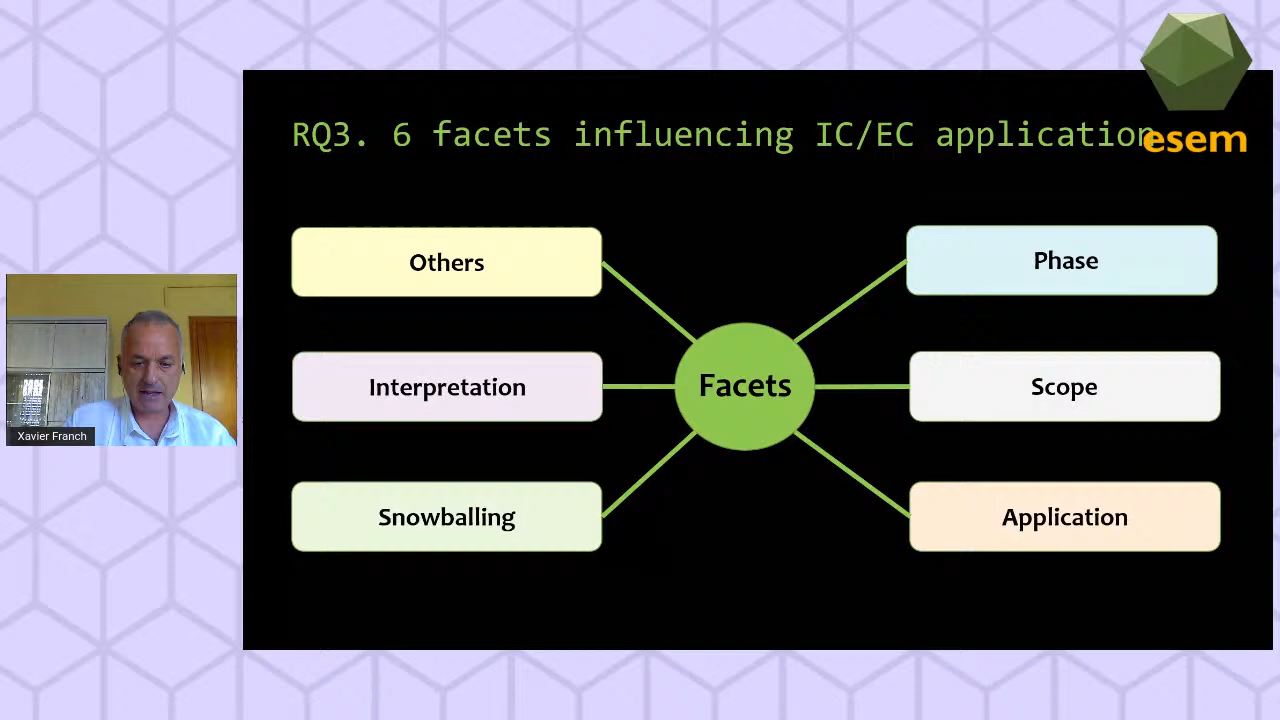 RQ3. 6 facets influencing IC/EC application
esem
Others
Phase
Interpretation
Facets
Scope
Snowballing
Application
Xavier Franch